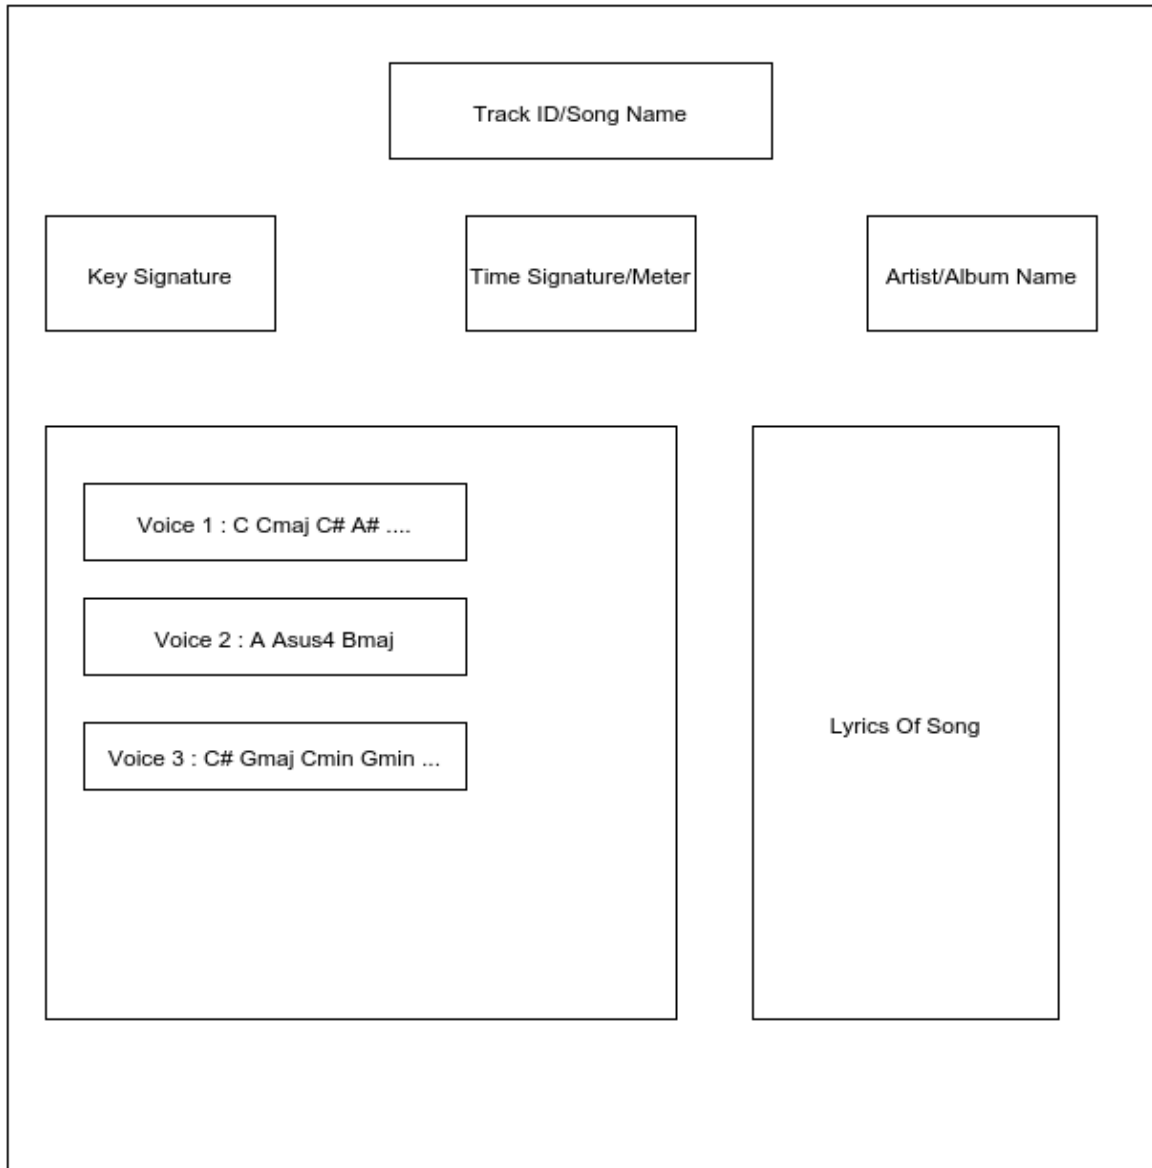 Track ID/Song Name
Key Signature
Time Signature/Meter
Artist/Album Name
Voice 1 : C Cmaj C# A# ....
Voice 2 : A Asus4 Bmaj
Voice 3 : C# Gmaj Cmin Gmin ...
Lyrics Of Song